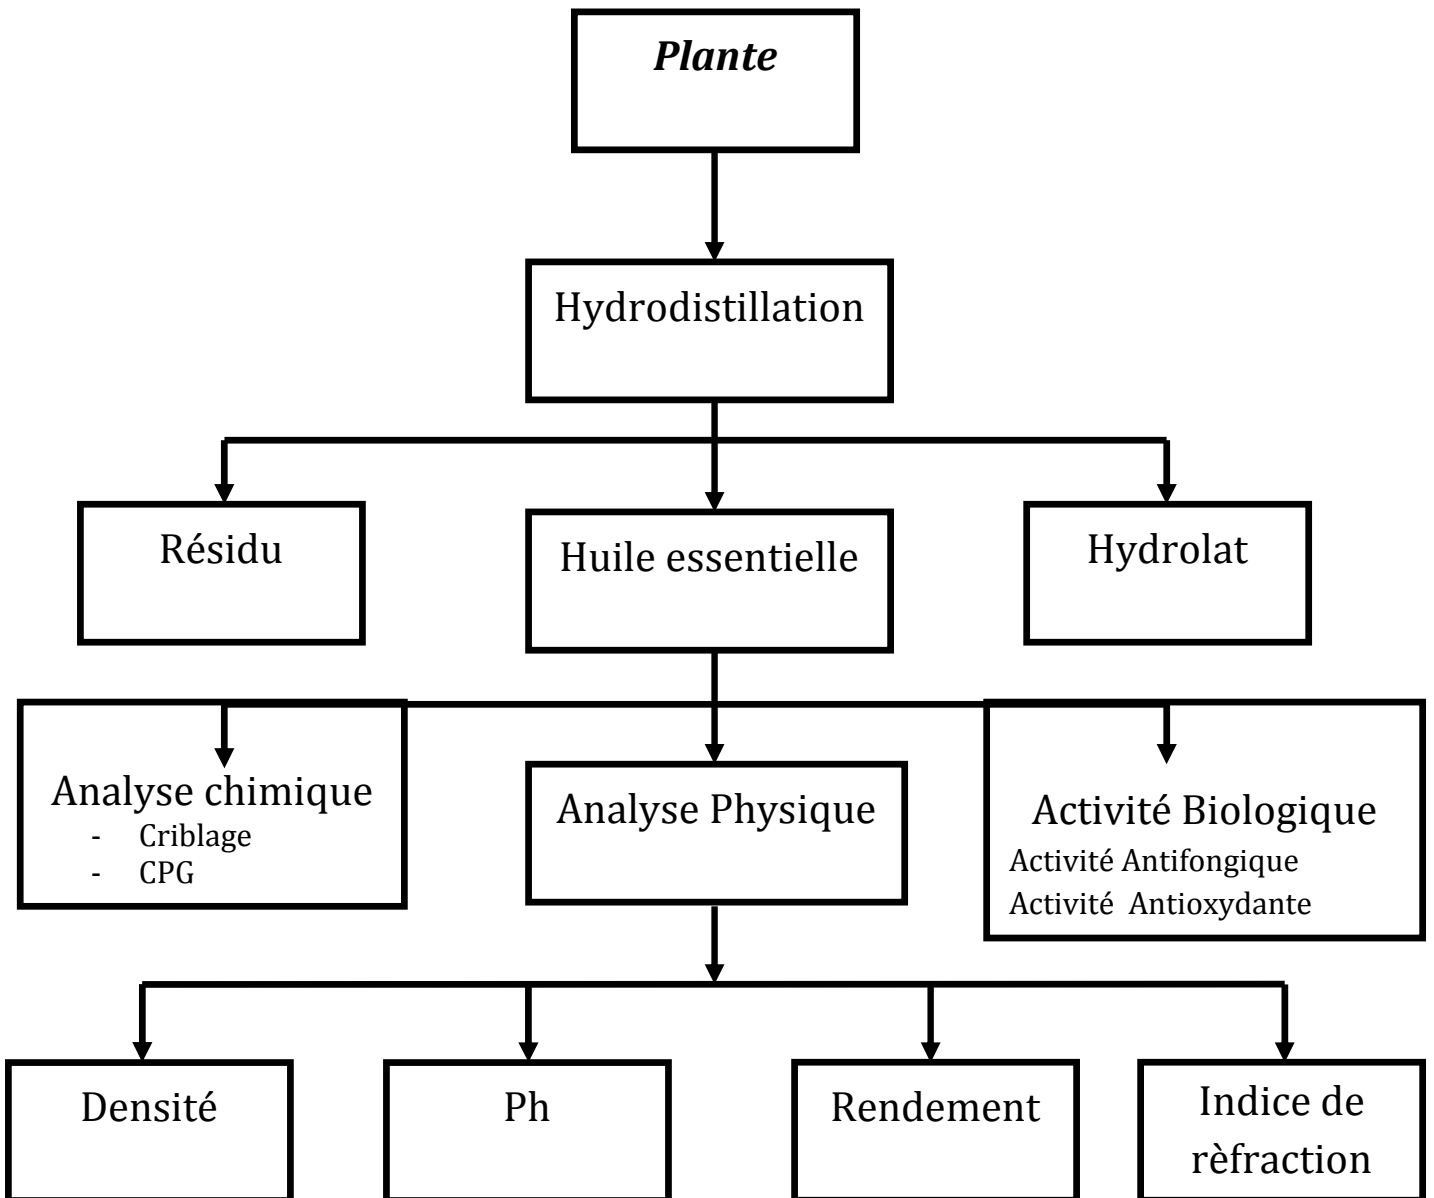 Plante
Hydrodistillation
Résidu
Huile essentielle
Hydrolat
Analyse chimique
- Criblage
- CPG
Analyse Physique
Activité Biologique
Activité Antifongique
Activité Antioxydante
Densité
Ph
Rendement
Indice de
rèfraction